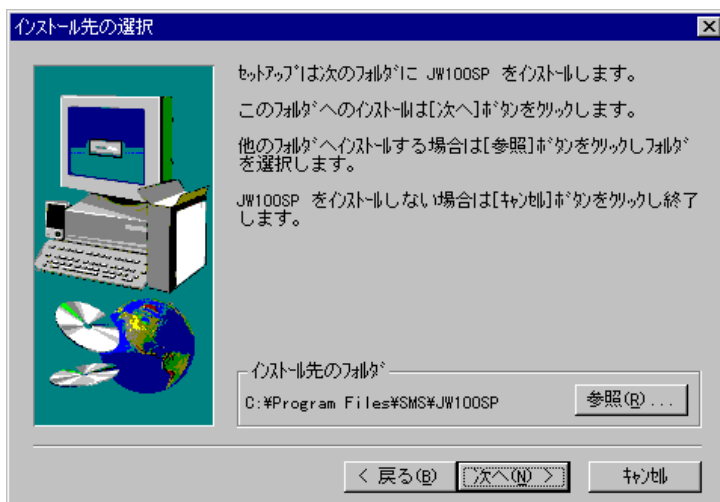 インストール先の選択
ｾｯﾄｱｯﾌﾟは次のﾌｫﾙﾀﾞに JW100SP をｲﾝｽﾄｰﾙします。
このﾌｫﾙﾀﾞへのｲﾝｽﾄｰﾙは[次へ]ﾎﾞﾀﾝをｸﾘｯｸします。
他のﾌｫﾙﾀﾞへｲﾝｽﾄｰﾙする場合は[参照]ﾎﾞﾀﾝをｸﾘｯｸしﾌｫﾙﾀﾞ
を選択します。
JW100SP をｲﾝｽﾄｰﾙしない場合は[ｷｬﾝｾﾙ]ﾎﾞﾀﾝをｸﾘｯｸし終了
します。
ｲﾝｽﾄｰﾙ先のﾌｫﾙﾀﾞ
C:¥Program Files¥SMS¥JW100SP
参照(R)...
< 戻る(B)
次へ(N) >
ｷｬﾝｾﾙ